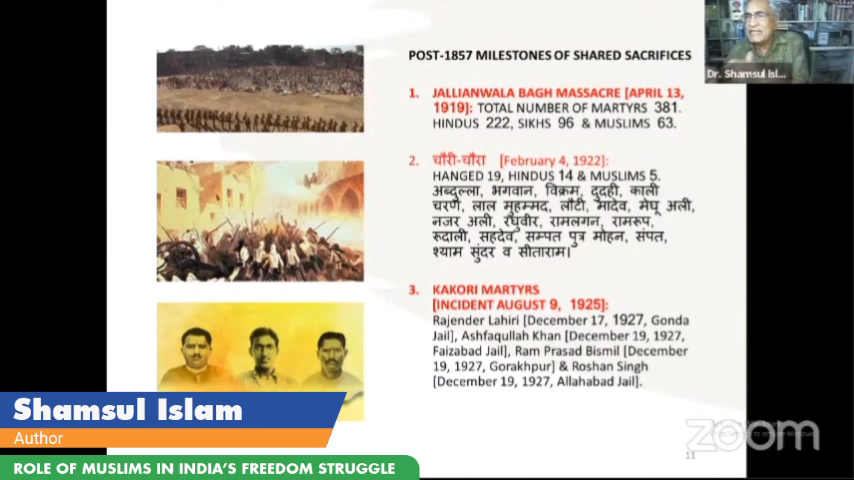 Dr. Shamsul Isl...
POST-1857 MILESTONES OF SHARED SACRIFICES
1. JALLIANWALA BAGH MASSACRE [APRIL 13,
1919]: TOTAL NUMBER OF MARTYRS 381.
HINDUS 222, SIKHS 96 & MUSLIMS 63.
2. चौरी-चौरा [February 4, 1922]:
HANGED 19, HINDUS 14 & MUSLIMS 5.
अब्दुल्ला, भगवान, विक्रम, दुदही, काली
चरण, लाल मुहम्मद, लौटी, मादेव, मेघू अली,
नजर अली, रघुवीर, रामलगन, रामरूप,
रूदाली, सहदेव, सम्पत पुत्र मोहन, संपत,
श्याम सुंदर व सीताराम।
3. KAKORI MARTYRS
[INCIDENT AUGUST 9, 1925]:
Rajender Lahiri [December 17, 1927, Gonda
Jail], Ashfaqullah Khan [December 19, 1927,
Faizabad Jail], Ram Prasad Bismil [December
19, 1927, Gorakhpur] & Roshan Singh
[December 19, 1927, Allahabad Jail].
Shamsul Islam
Author
ROLE OF MUSLIMS IN INDIA'S FREEDOM STRUGGLE
zoom
11